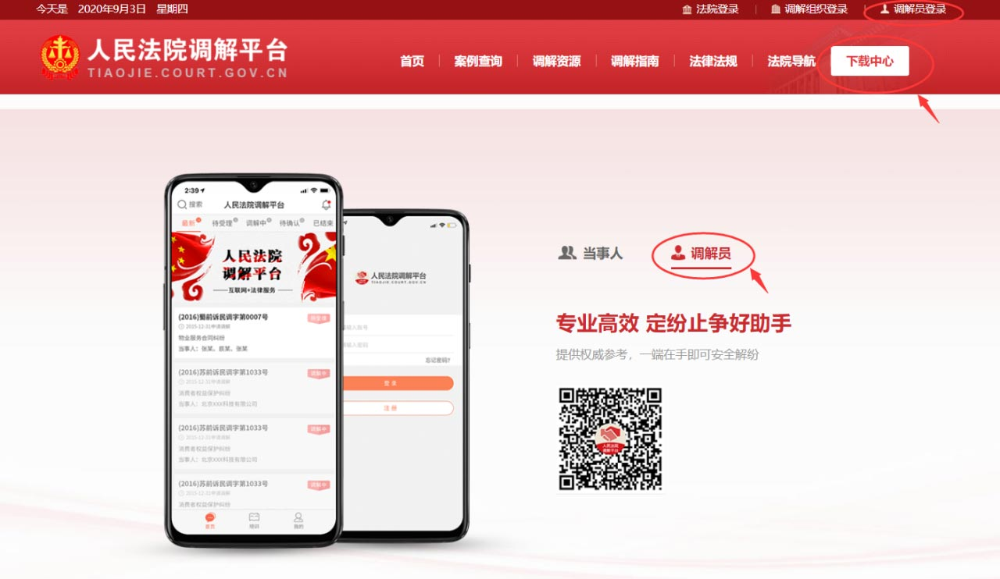 今天是 2020年9月3日 星期四
法院登录 | 调解组织登录 | 调解员登录
人民法院调解平台
TIAOJIE.COURT.GOV.CN
首页 案例查询 调解资源 调解指南 法律法规 法院导航 下载中心
2:39
搜索 人民法院调解平台
最新 待受理 调解中 待确认 已结束
人民法院
调解平台
互联网+法律服务
(2016)蜀前诉民调字第0007号 待受理
2015-12-31申请调解
物业服务合同纠纷
当事人：张某、辰某、张某
(2016)苏前诉民调字第1033号 调解中
2015-12-31申请调解
消费者权益保护纠纷
当事人：北京XXX科技有限公司
(2016)苏前诉民调字第1033号 调解中
2015-12-31申请调解
消费者权益保护纠纷
当事人：北京XXX科技有限公司
(2016)苏前诉民调字第1033号 调解中
2015-12-31申请调解
消费者权益保护纠纷
首页 培训 我的
人民法院调解平台
TIAOJIE.COURT.GOV.CN
输入账号
输入密码
忘记密码?
登录
注册
当事人 调解员
专业高效 定纷止争好助手
提供权威参考，一端在手即可安全解纷
人民法院
调解平台